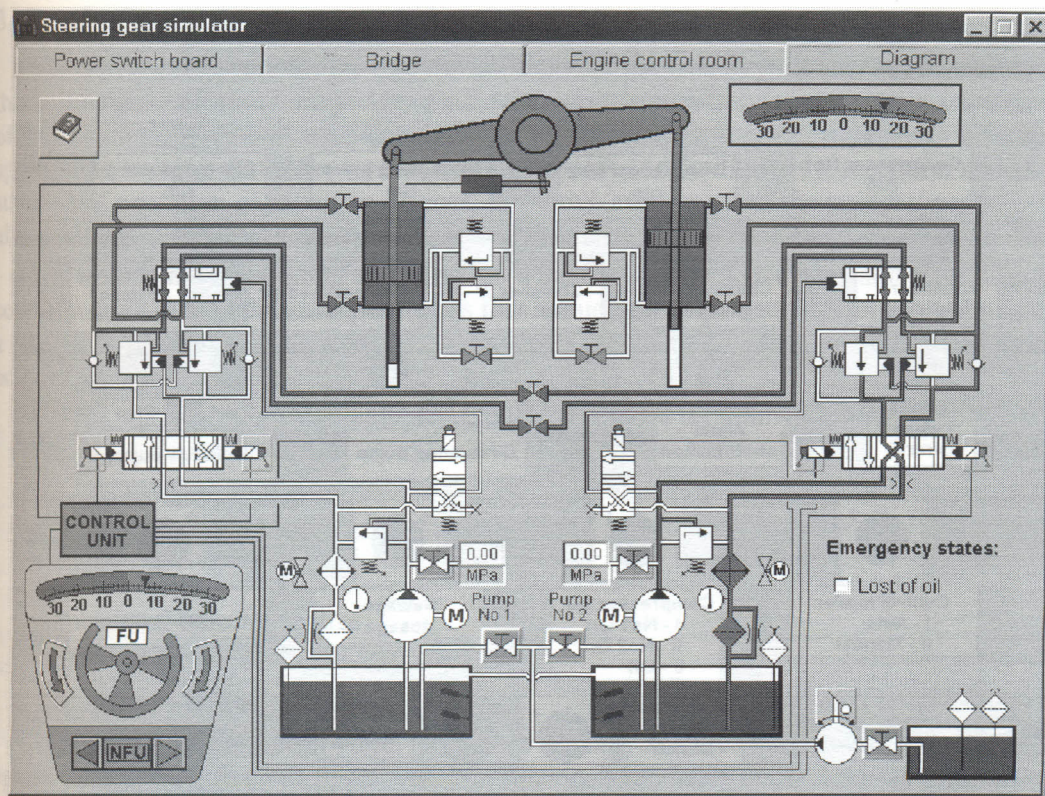 Steering gear simulator
Power switch board
Bridge
Engine control room
Diagram
30 20 10 0 10 20 30
CONTROL
UNIT
0.00
MPa
0.00
MPa
M
M
M
M
Pump
No 1
Pump
No 2
Emergency states:
Lost of oil
30 20 10 0 10 20 30
FU
NFU